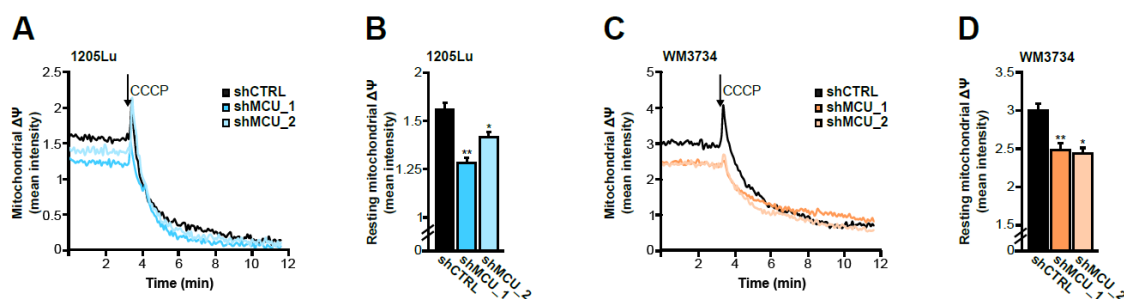 A
1205Lu
Mitochondrial ΔΨ
(mean intensity)
2.5
2
1.5
1
0.5
0
CCCP
shCTRL
shMCU_1
shMCU_2
2 4 6 8 10 12
Time (min)
B
1205Lu
Resting mitochondrial ΔΨ
(mean intensity)
2
1.5
1.25
1
0
**
*
shCTRL
shMCU_1
shMCU_2
C
WM3734
Mitochondrial ΔΨ
(mean intensity)
5
4
3
2
1
0
CCCP
shCTRL
shMCU_1
shMCU_2
2 4 6 8 10 12
Time (min)
D
WM3734
Resting mitochondrial ΔΨ
(mean intensity)
3.5
3
2.5
1.5
0
**
*
shCTRL
shMCU_1
shMCU_2